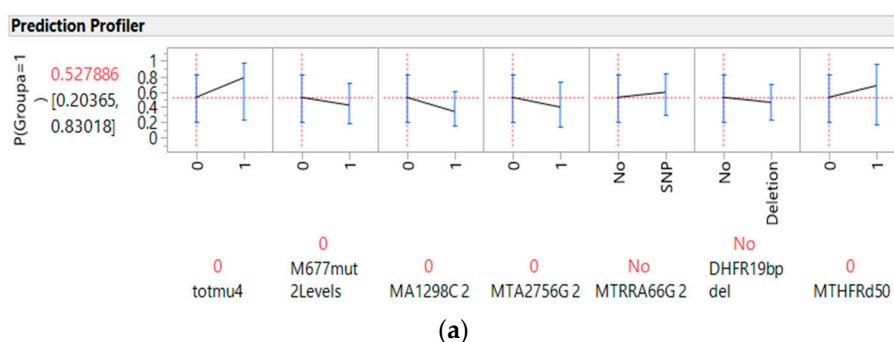 Prediction Profiler
P(Groupa=1
)
0.527886
[0.20365,
0.83018]
1
0.8
0.6
0.4
0.2
0
0 1 0 1 0 1 0 1 No SNP No Deletion 0 1
0 No
0 M677mut 0 0 No DHFR19bp 0
totmu4 2Levels MA1298C 2 MTA2756G 2 MTRRA66G 2 del MTHFRd50
(a)